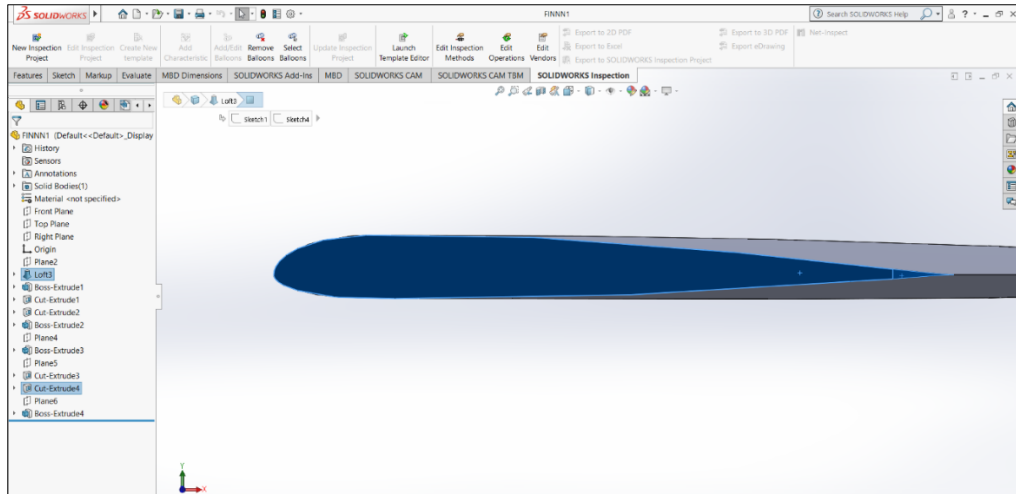 SOLIDWORKS
FINNN1
Search SOLIDWORKS Help
New Inspection Project
Edit Inspection Project
Create New template
Add Characteristic
Add/Edit Balloons
Remove Balloons
Select Balloons
Update Inspection Project
Launch Template Editor
Edit Inspection Methods
Edit Operations
Edit Vendors
Export to 2D PDF
Export to Excel
Export to SOLIDWORKS Inspection Project
Export to 3D PDF
Export eDrawing
Net-Inspect
Features Sketch Markup Evaluate MBD Dimensions SOLIDWORKS Add-Ins MBD SOLIDWORKS CAM SOLIDWORKS CAM TBM SOLIDWORKS Inspection
Loft3
Sketch1 Sketch4
FINNN1 (Default<<Default>_Display
History
Sensors
Annotations
Solid Bodies(1)
Material <not specified>
Front Plane
Top Plane
Right Plane
Origin
Plane2
Loft3
Boss-Extrude1
Cut-Extrude1
Cut-Extrude2
Boss-Extrude2
Plane4
Boss-Extrude3
Plane5
Cut-Extrude3
Cut-Extrude4
Plane6
Boss-Extrude4
Y
X